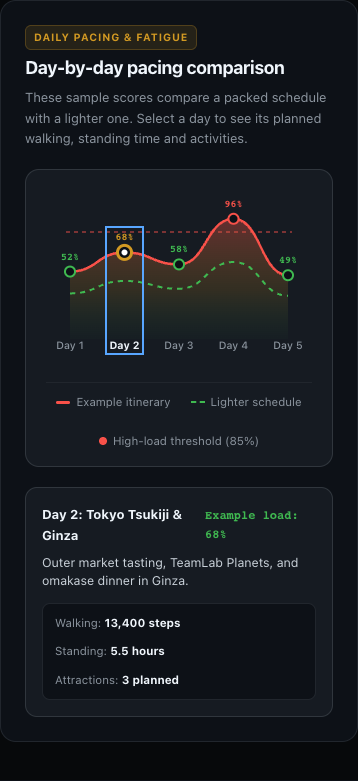 DAILY PACING & FATIGUE
Day-by-day pacing comparison
These sample scores compare a packed schedule
with a lighter one. Select a day to see its planned
walking, standing time and activities.
96%
68%
58%
52%
49%
Day 1 Day 2 Day 3 Day 4 Day 5
Example itinerary Lighter schedule
High-load threshold (85%)
Day 2: Tokyo Tsukiji &
Ginza
Example load:
68%
Outer market tasting, TeamLab Planets, and
omakase dinner in Ginza.
Walking: 13,400 steps
Standing: 5.5 hours
Attractions: 3 planned